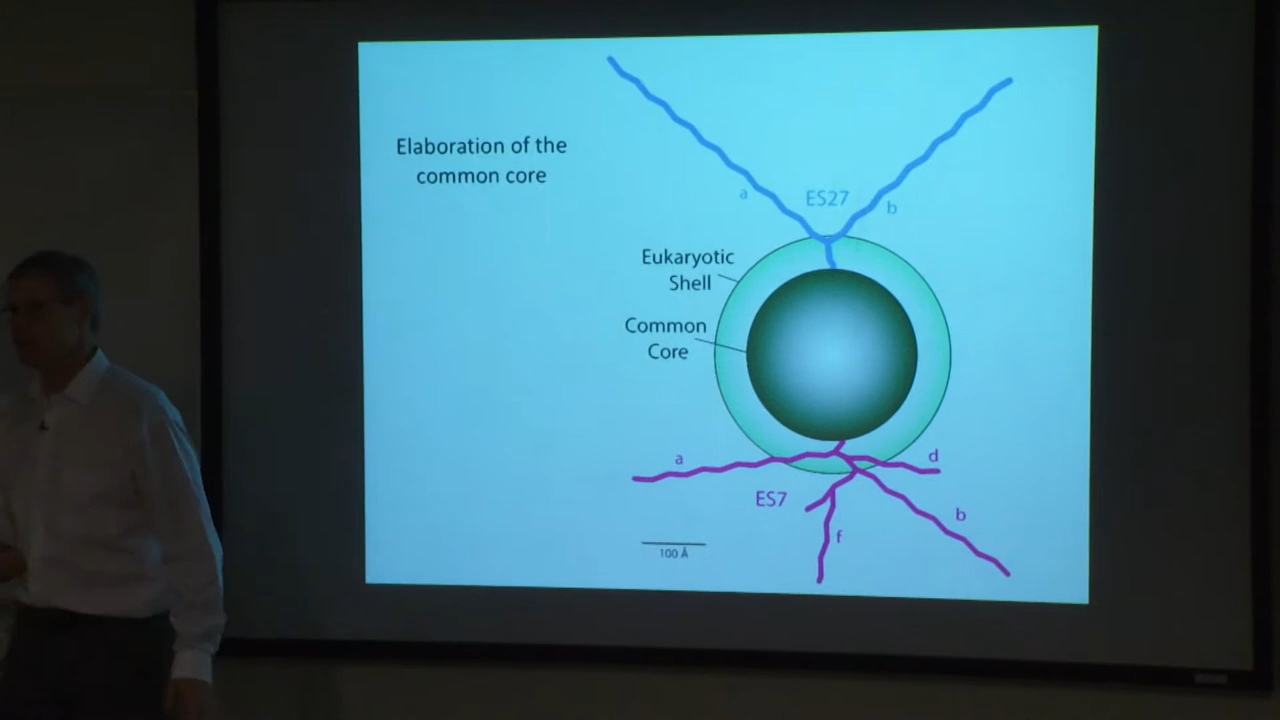 Elaboration of the
common core
a
ES27
b
Eukaryotic
Shell
Common
Core
a
d
ES7
b
f
100 Å